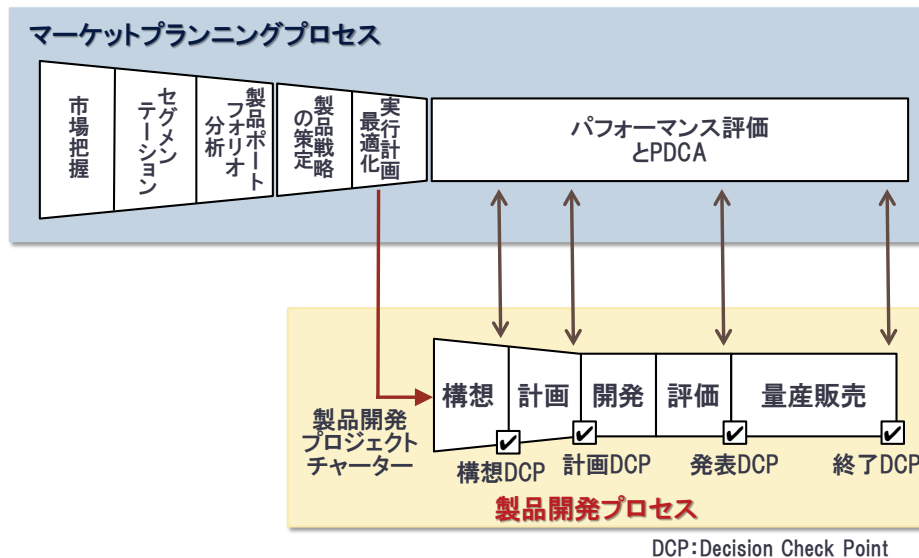 マーケットプランニングプロセス
市場把握
セグメン
テーション
製品ポート
フォリオ
分析
製品戦略
の策定
実行計画
最適化
パフォーマンス評価
とPDCA
構想
計画
開発
評価
量産販売
製品開発
プロジェクト
チャーター
構想DCP
計画DCP
発表DCP
終了DCP
製品開発プロセス
DCP:Decision Check Point